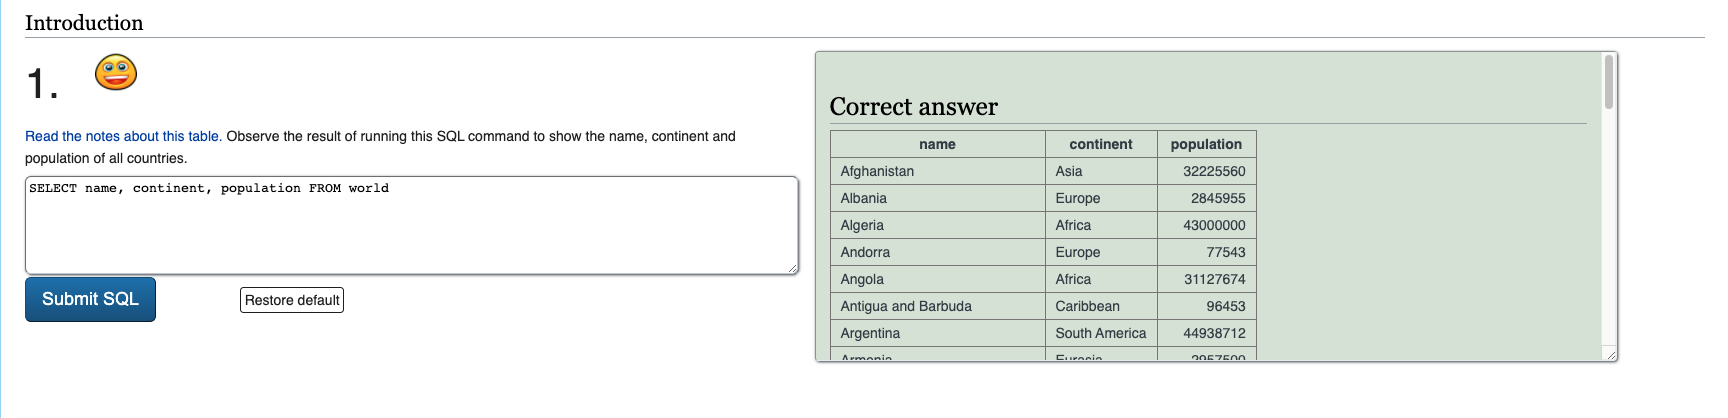 Introduction
1.
Read the notes about this table. Observe the result of running this SQL command to show the name, continent and
population of all countries.
SELECT name, continent, population FROM world
Submit SQL
Restore default
Correct answer
name continent population
Afghanistan Asia 32225560
Albania Europe 2845955
Algeria Africa 43000000
Andorra Europe 77543
Angola Africa 31127674
Antigua and Barbuda Caribbean 96453
Argentina South America 44938712
Armenia Eurasia 2957500